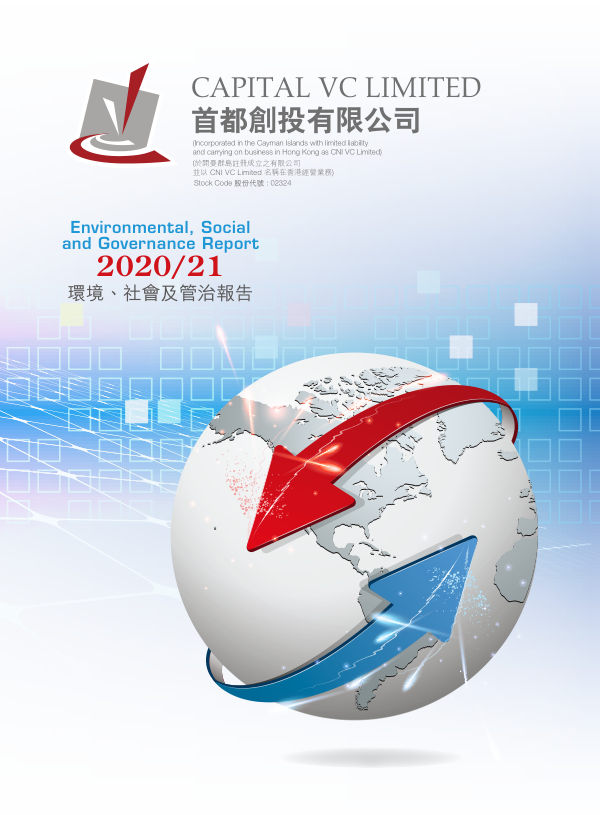 CAPITAL VC LIMITED
首都創投有限公司
(Incorporated in the Cayman Islands with limited liability
and carrying on business in Hong Kong as CNI VC Limited)
(於開曼群島註冊成立之有限公司
並以 CNI VC Limited 名稱在香港經營業務)
Stock Code 股份代號 : 02324
Environmental, Social
and Governance Report
2020/21
環境、社會及管治報告